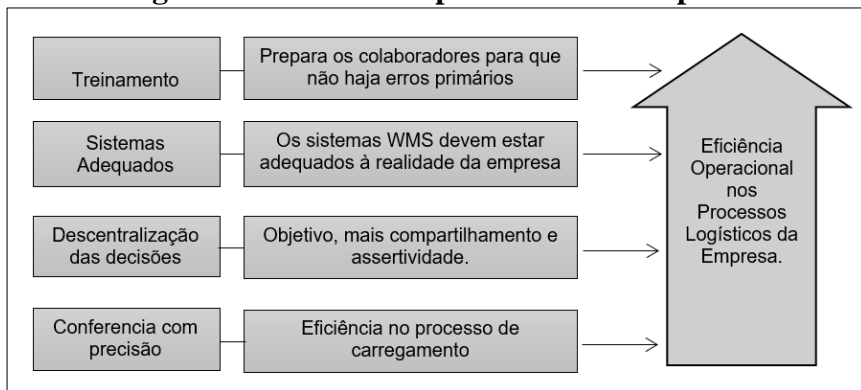 Treinamento
Prepara os colaboradores para que
não haja erros primários
Sistemas
Adequados
Os sistemas WMS devem estar
adequados à realidade da empresa
Descentralização
das decisões
Objetivo, mais compartilhamento e
assertividade.
Conferencia com
precisão
Eficiência no processo de
carregamento
Eficiência
Operacional
nos
Processos
Logísticos da
Empresa.